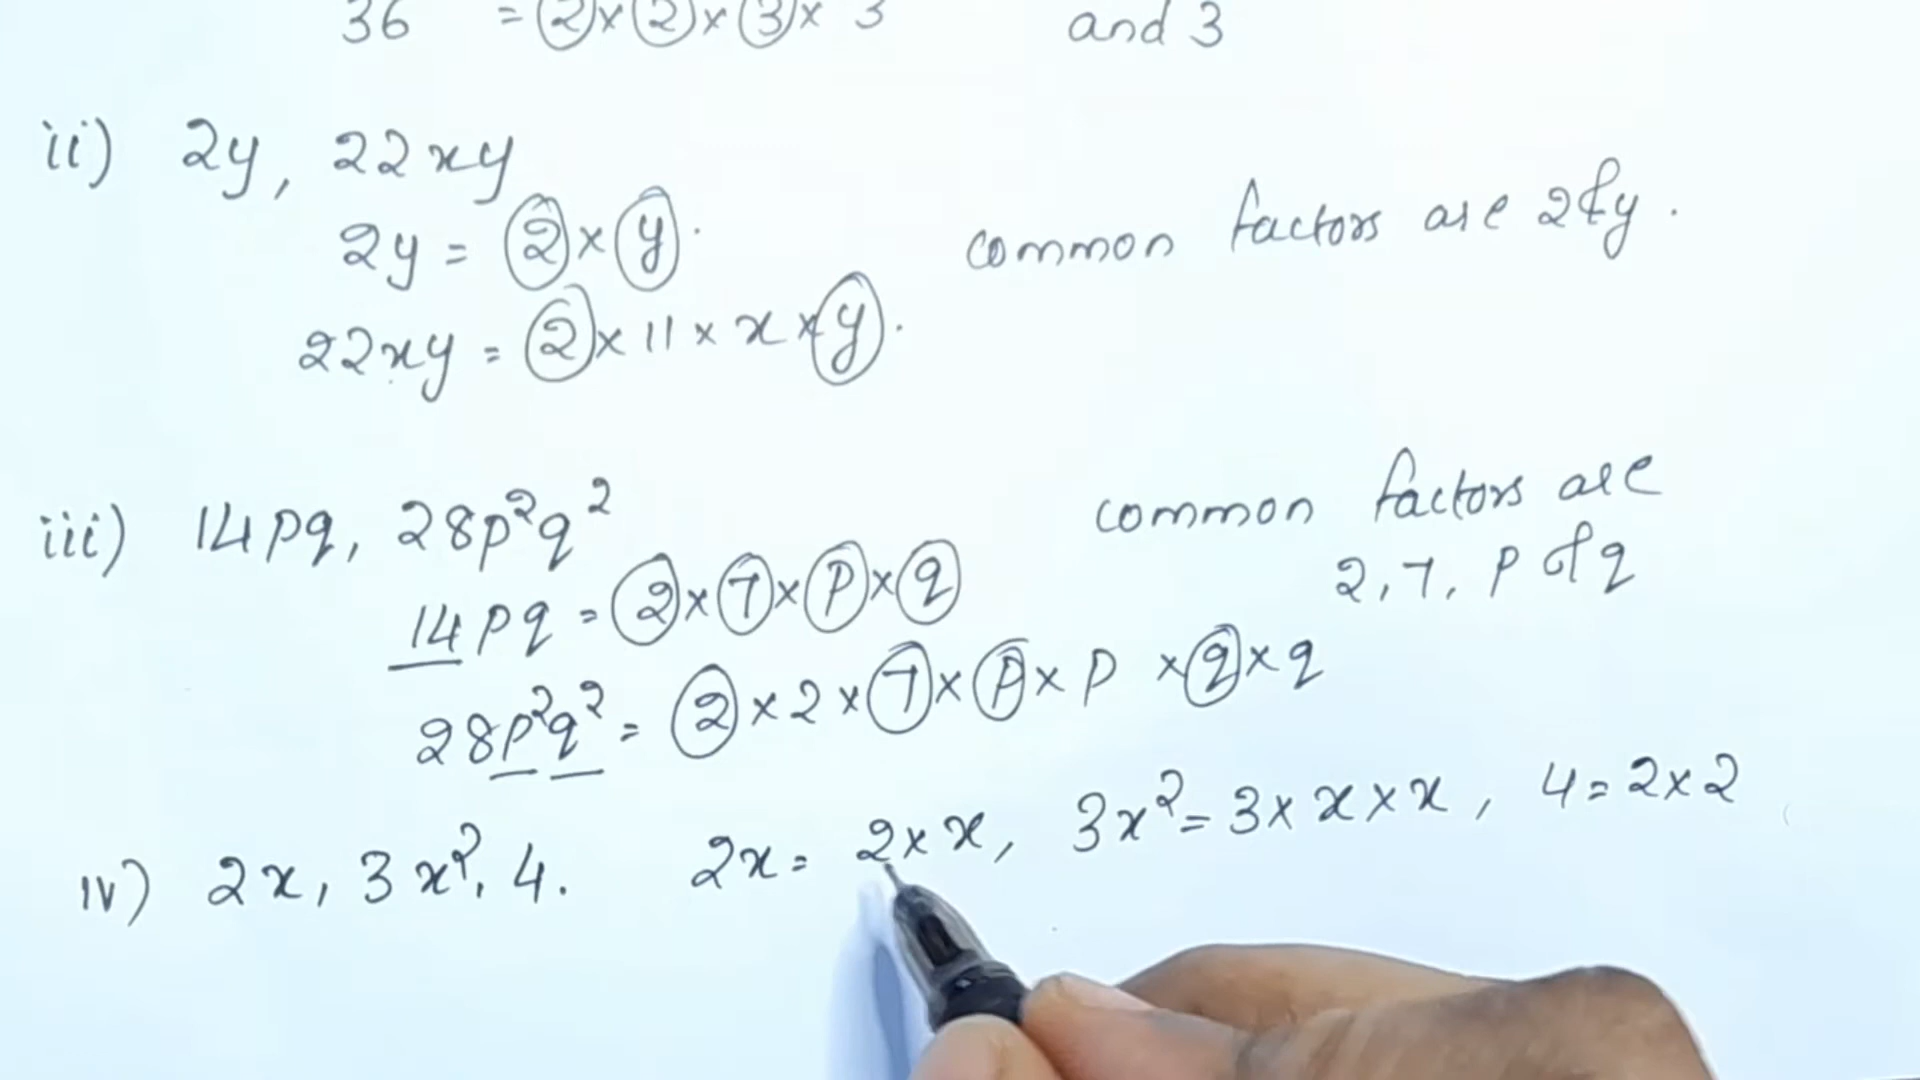 36 = 2 × 2 × 3 × 3 and 3
ii) 2y, 22xy
2y = 2 × y. common factors are 2 & y.
22xy = 2 × 11 × x × y.
iii) 14pq, 28p²q² common factors are
14pq = 2 × 7 × p × q 2, 7, p & q
28p²q² = 2 × 2 × 7 × p × p × q × q
iv) 2x, 3x², 4. 2x = 2 × x, 3x² = 3 × x × x, 4 = 2 × 2